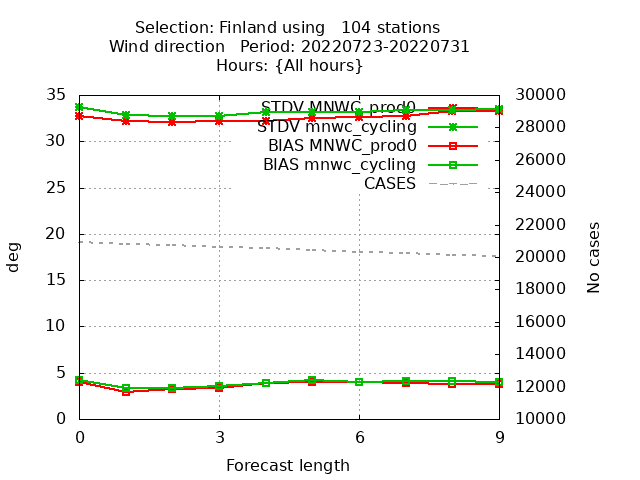 Selection: Finland using   104 stations
Wind direction   Period: 20220723-20220731
Hours: {All hours}
35 30000
STDV MNWC_prod0
STDV mnwc_cycling
BIAS MNWC_prod0
BIAS mnwc_cycling
CASES
30 28000
25 26000
20 24000
15 22000
10 20000
5 18000
0 16000
14000
12000
10000
deg
No cases
0 3 6 9
Forecast length